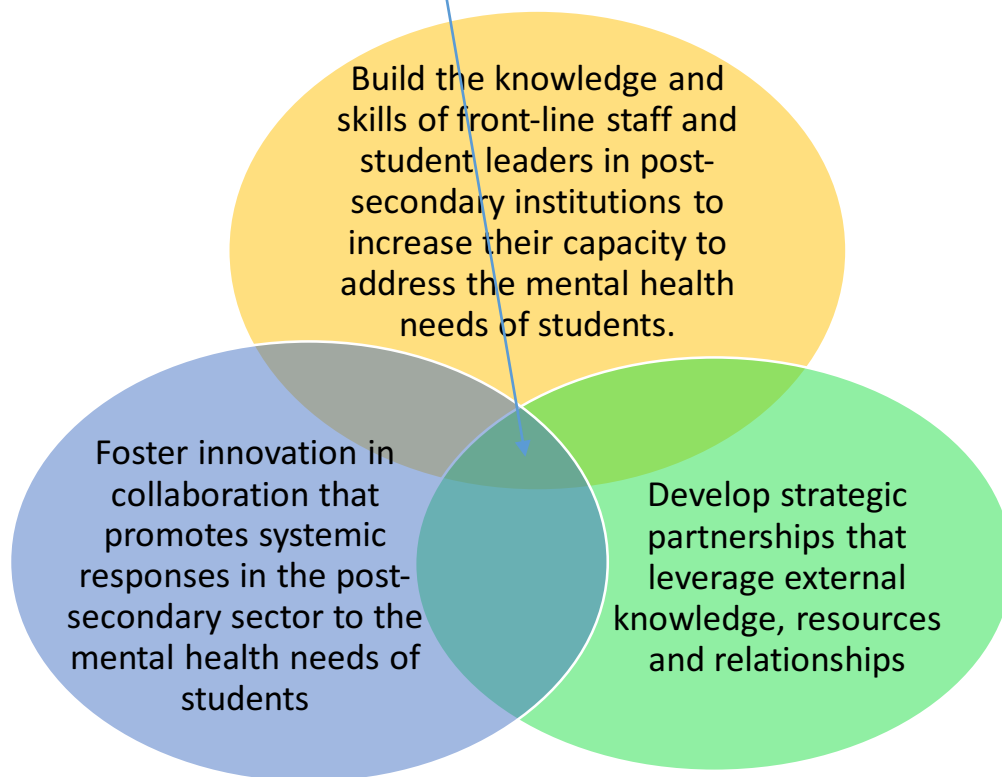 Build the knowledge and
skills of front-line staff and
student leaders in post-
secondary institutions to
increase their capacity to
address the mental health
needs of students.
Foster innovation in
collaboration that
promotes systemic
responses in the post-
secondary sector to the
mental health needs of
students
Develop strategic
partnerships that
leverage external
knowledge, resources
and relationships